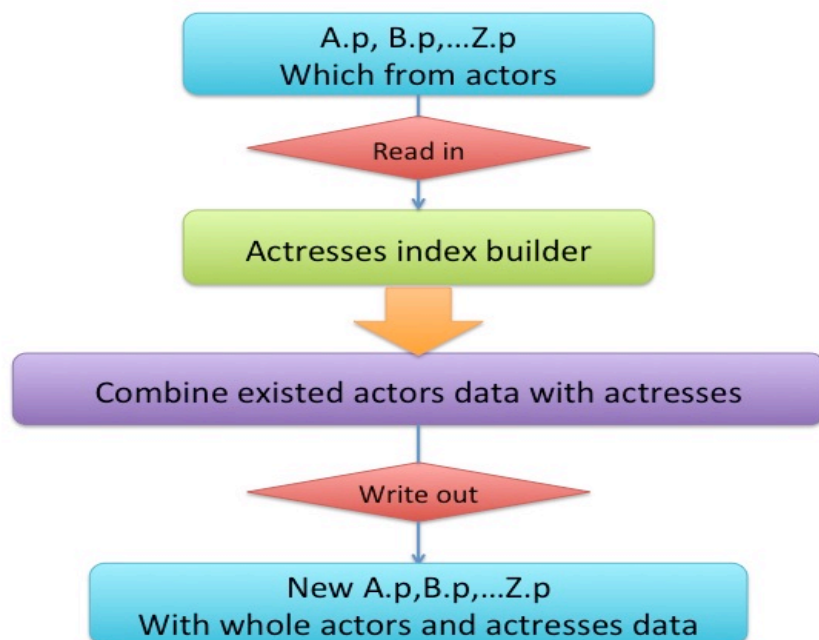 A.p, B.p,...Z.p
Which from actors
Read in
Actresses index builder
Combine existed actors data with actresses
Write out
New A.p,B.p,...Z.p
With whole actors and actresses data